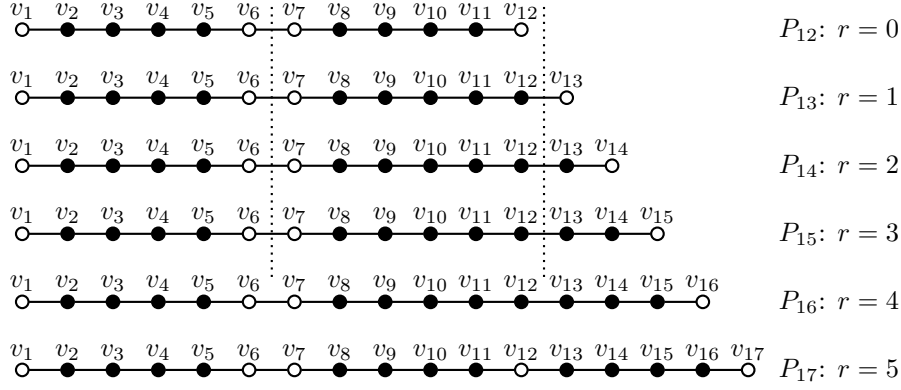 v₁ v₂ v₃ v₄ v₅ v₆ v₇ v₈ v₉ v₁₀ v₁₁ v₁₂ P₁₂: r = 0
v₁ v₂ v₃ v₄ v₅ v₆ v₇ v₈ v₉ v₁₀ v₁₁ v₁₂ v₁₃ P₁₃: r = 1
v₁ v₂ v₃ v₄ v₅ v₆ v₇ v₈ v₉ v₁₀ v₁₁ v₁₂ v₁₃ v₁₄ P₁₄: r = 2
v₁ v₂ v₃ v₄ v₅ v₆ v₇ v₈ v₉ v₁₀ v₁₁ v₁₂ v₁₃ v₁₄ v₁₅ P₁₅: r = 3
v₁ v₂ v₃ v₄ v₅ v₆ v₇ v₈ v₉ v₁₀ v₁₁ v₁₂ v₁₃ v₁₄ v₁₅ v₁₆ P₁₆: r = 4
v₁ v₂ v₃ v₄ v₅ v₆ v₇ v₈ v₉ v₁₀ v₁₁ v₁₂ v₁₃ v₁₄ v₁₅ v₁₆ v₁₇ P₁₇: r = 5